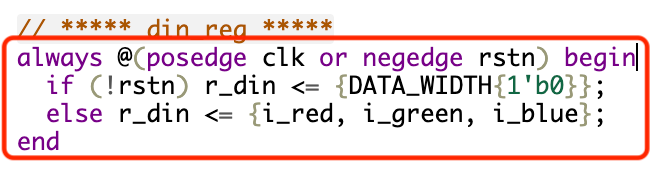 // ***** din reg *****
always @(posedge clk or negedge rstn) begin
  if (!rstn) r_din <= {DATA_WIDTH{1'b0}};
  else r_din <= {i_red, i_green, i_blue};
end